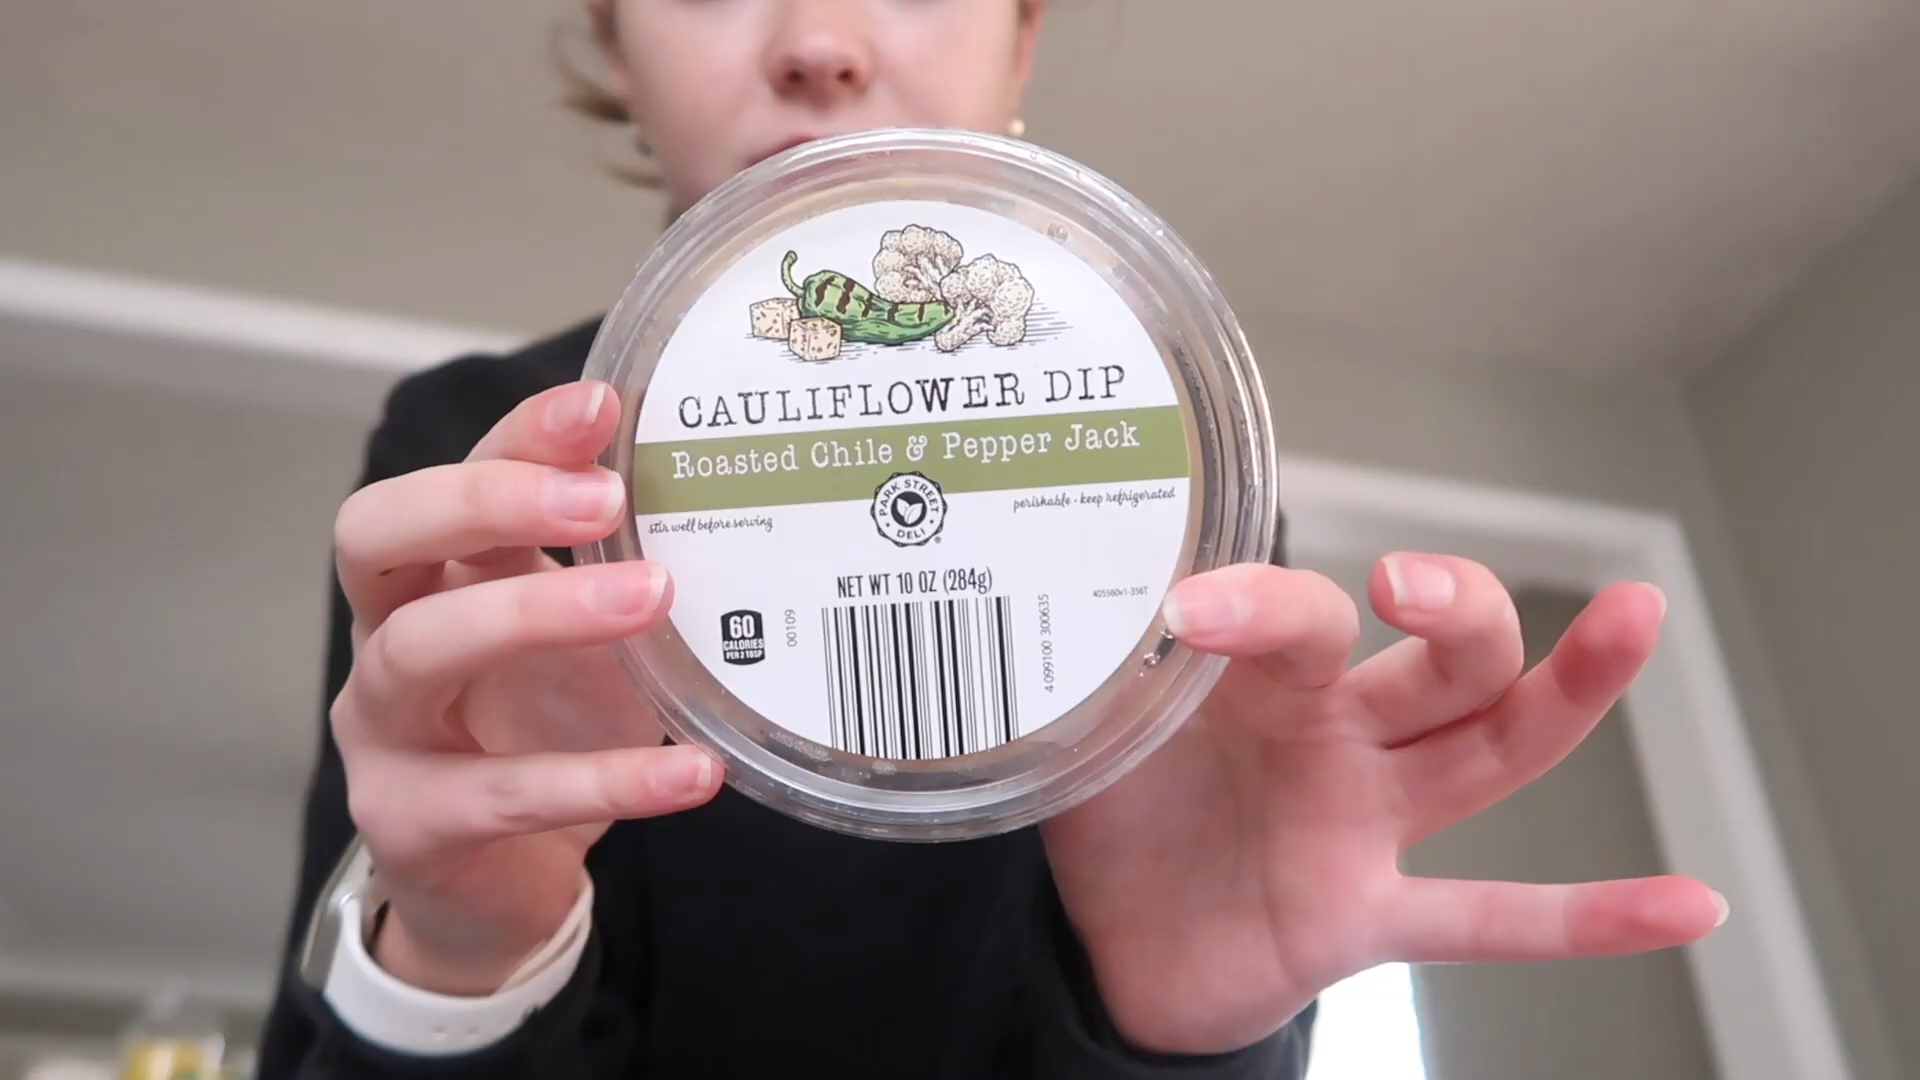 CAULIFLOWER DIP
Roasted Chile & Pepper Jack
PARK STREET
DELI®
stir well before serving
perishable - keep refrigerated
NET WT 10 OZ (284g)
60
CALORIES
PER 2 TBSP
00109
4 099100 300635
405560v1-356T